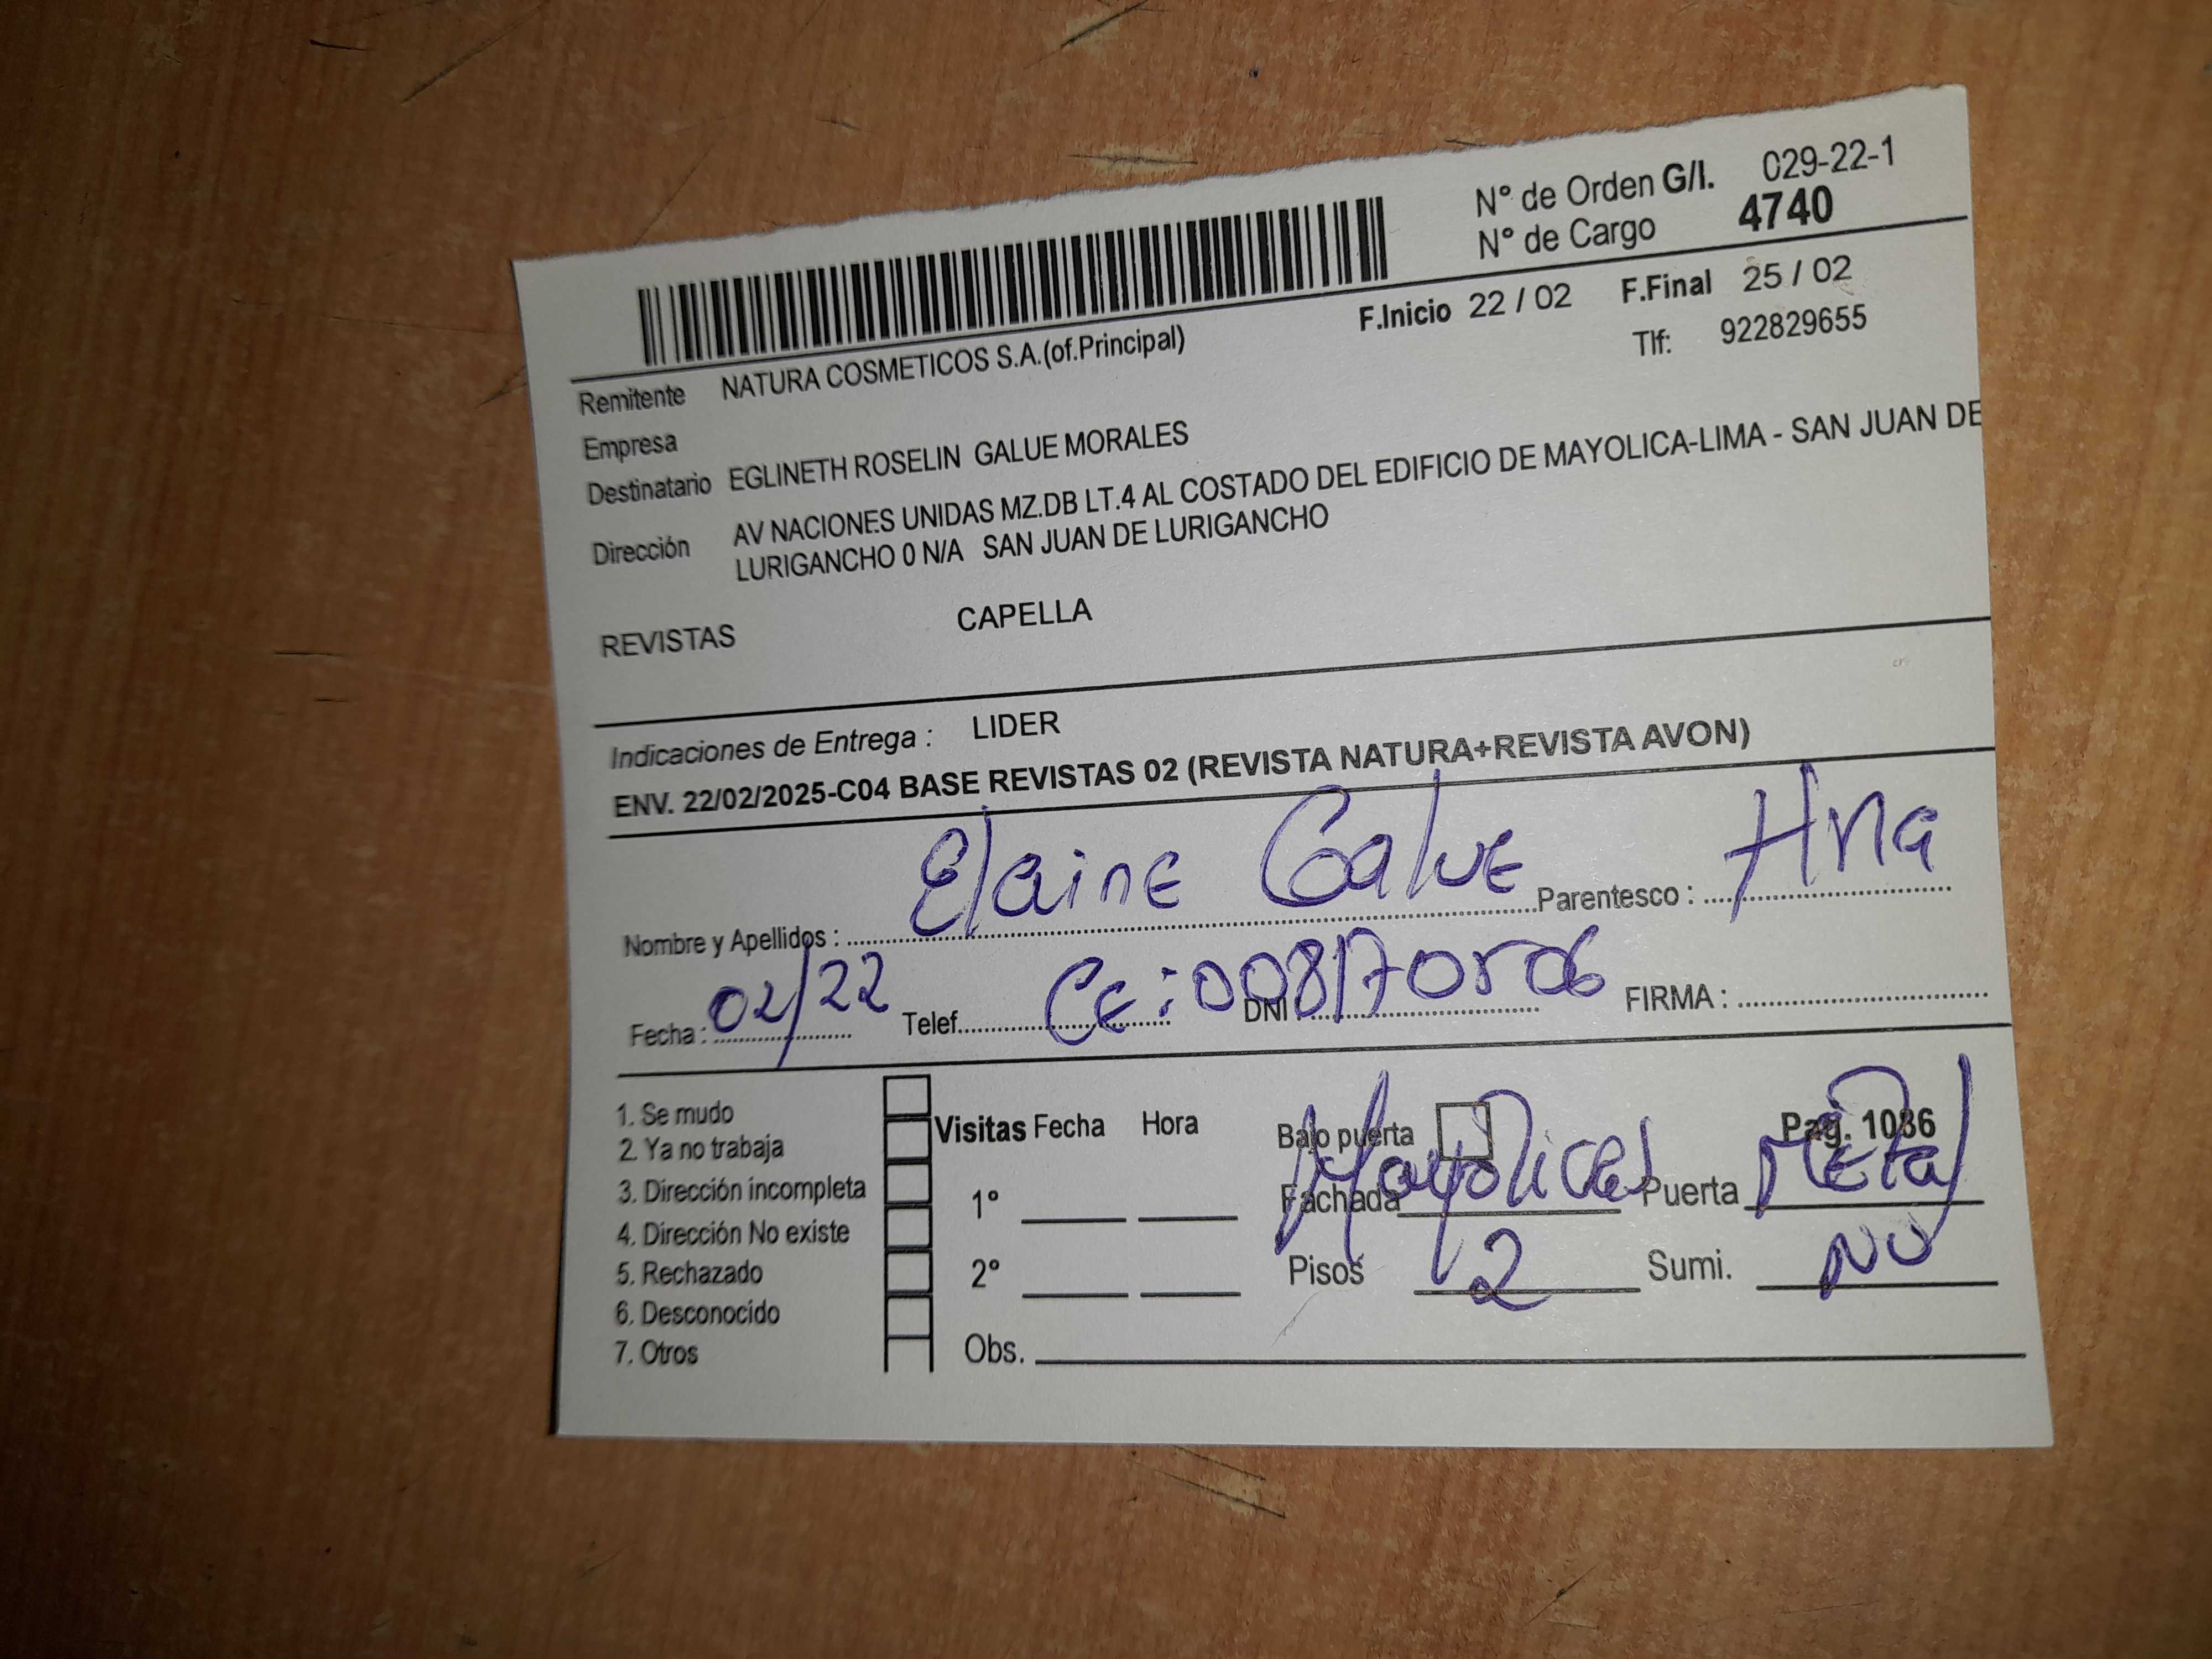 N° de Orden G/I. 029-22-1
N° de Cargo 4740
F.Inicio 22 / 02 F.Final 25 / 02
Remitente NATURA COSMETICOS S.A.(of.Principal) Tlf: 922829655
Empresa
Destinatario EGLINETH ROSELIN GALUE MORALES
Dirección AV NACIONES UNIDAS MZ.DB LT.4 AL COSTADO DEL EDIFICIO DE MAYOLICA-LIMA - SAN JUAN DE
LURIGANCHO 0 N/A SAN JUAN DE LURIGANCHO
REVISTAS CAPELLA
Indicaciones de Entrega : LIDER
ENV. 22/02/2025-C04 BASE REVISTAS 02 (REVISTA NATURA+REVISTA AVON)
Nombre y Apellidos : Elaine Galue Parentesco : Hna
Fecha : 02/22 Telef. CE: DNI : 008170506 FIRMA :
1. Se mudo
2. Ya no trabaja
3. Dirección incompleta
4. Dirección No existe
5. Rechazado
6. Desconocido
7. Otros
Visitas Fecha Hora
1°
2°
Obs.
Bajo puerta Pag. 1086
Fachada Mayolicas Puerta Metal
Pisos 2 Sumi. NO